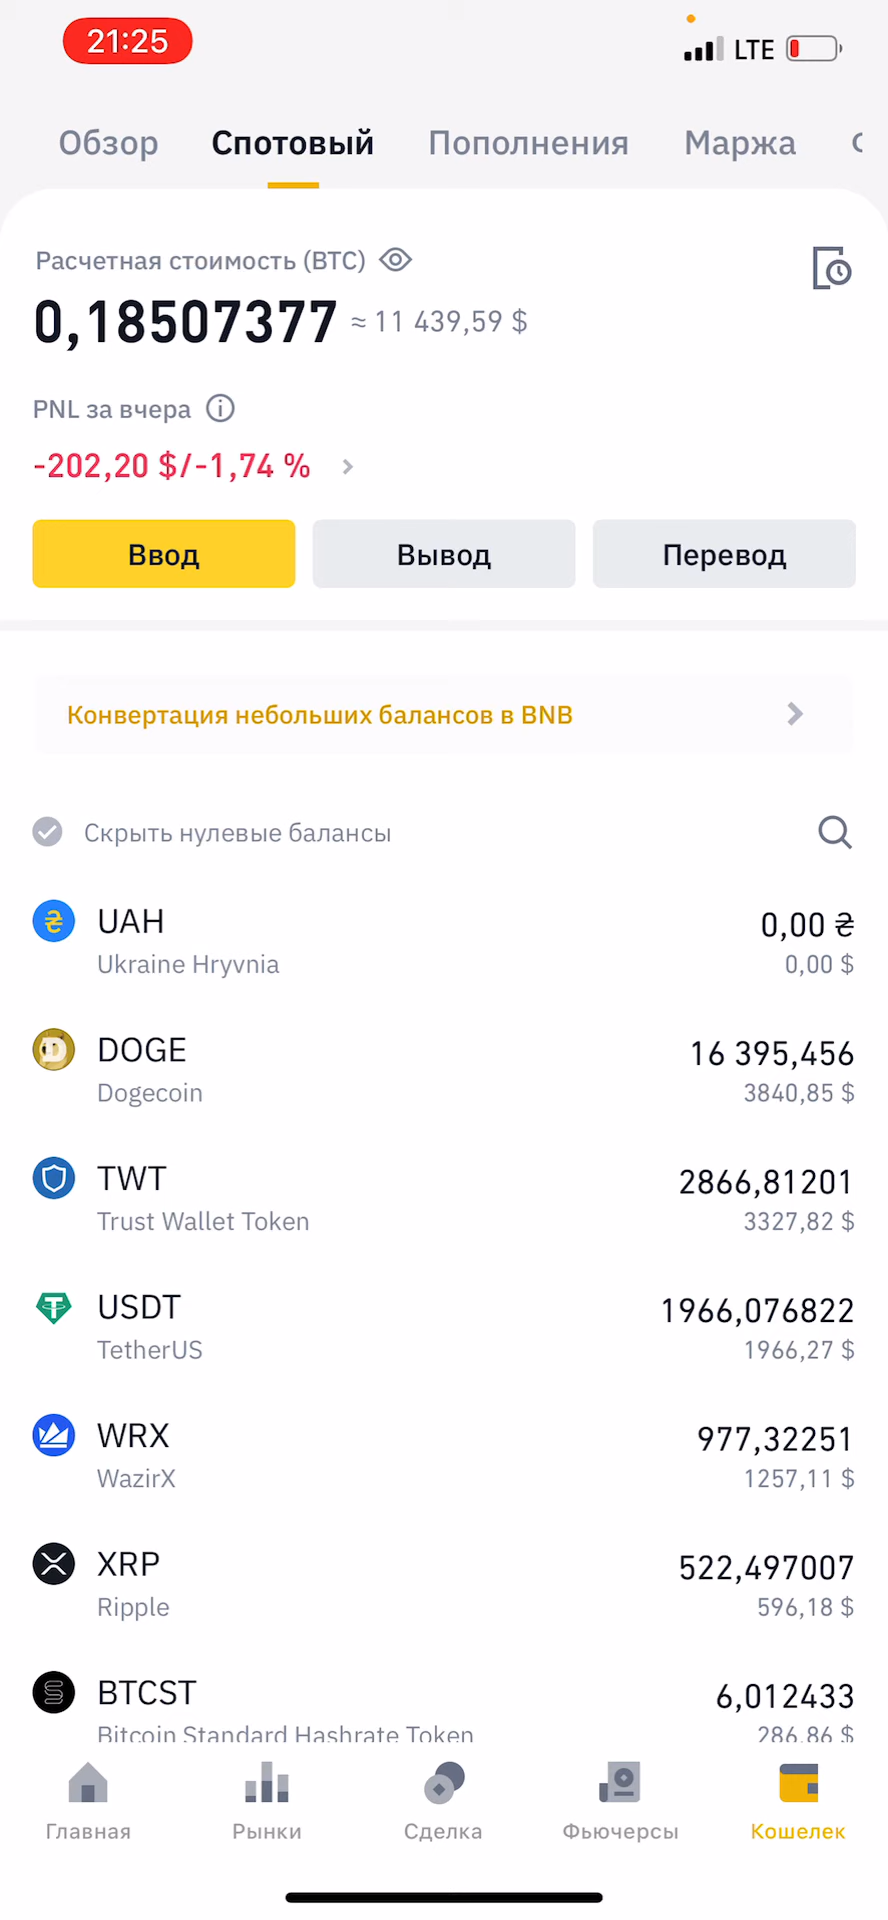 21:25
LTE
Обзор Спотовый Пополнения Маржа
Расчетная стоимость (BTC)
0,18507377 ≈ 11 439,59 $
PNL за вчера
-202,20 $/-1,74 %
Ввод Вывод Перевод
Конвертация небольших балансов в BNB
Скрыть нулевые балансы
UAH 0,00 ₴
Ukraine Hryvnia 0,00 $
DOGE 16 395,456
Dogecoin 3840,85 $
TWT 2866,81201
Trust Wallet Token 3327,82 $
USDT 1966,076822
TetherUS 1966,27 $
WRX 977,32251
WazirX 1257,11 $
XRP 522,497007
Ripple 596,18 $
BTCST 6,012433
Bitcoin Standard Hashrate Token 286,86 $
Главная Рынки Сделка Фьючерсы Кошелек